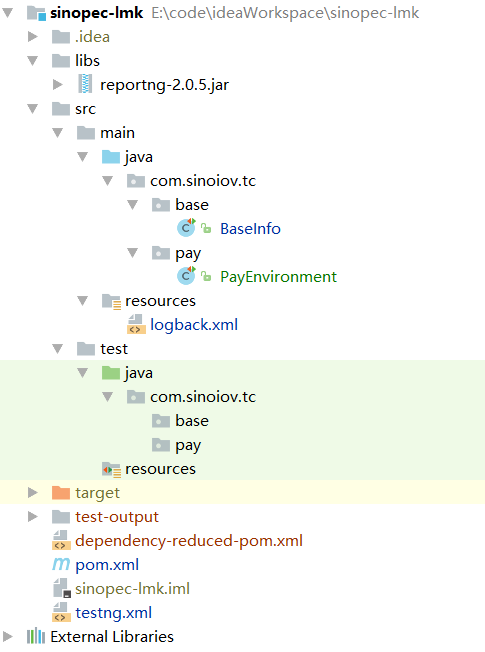 sinopec-lmk E:\code\ideaWorkspace\sinopec-lmk
.idea
libs
reportng-2.0.5.jar
src
main
java
com.sinoiov.tc
base
BaseInfo
pay
PayEnvironment
resources
logback.xml
test
java
com.sinoiov.tc
base
pay
resources
target
test-output
dependency-reduced-pom.xml
pom.xml
sinopec-lmk.iml
testng.xml
External Libraries